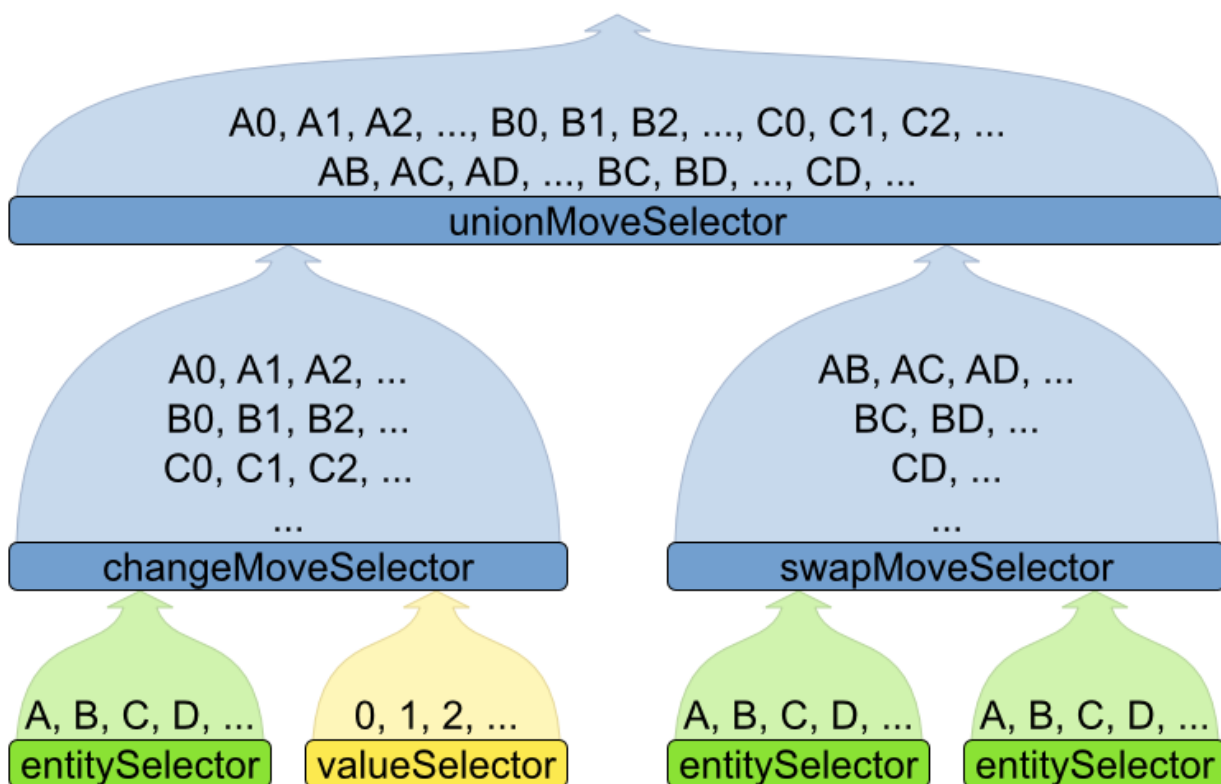 A0, A1, A2, ..., B0, B1, B2, ..., C0, C1, C2, ...
AB, AC, AD, ..., BC, BD, ..., CD, ...
unionMoveSelector
A0, A1, A2, ...
B0, B1, B2, ...
C0, C1, C2, ...
...
changeMoveSelector
AB, AC, AD, ...
BC, BD, ...
CD, ...
...
swapMoveSelector
A, B, C, D, ...
entitySelector
0, 1, 2, ...
valueSelector
A, B, C, D, ...
entitySelector
A, B, C, D, ...
entitySelector